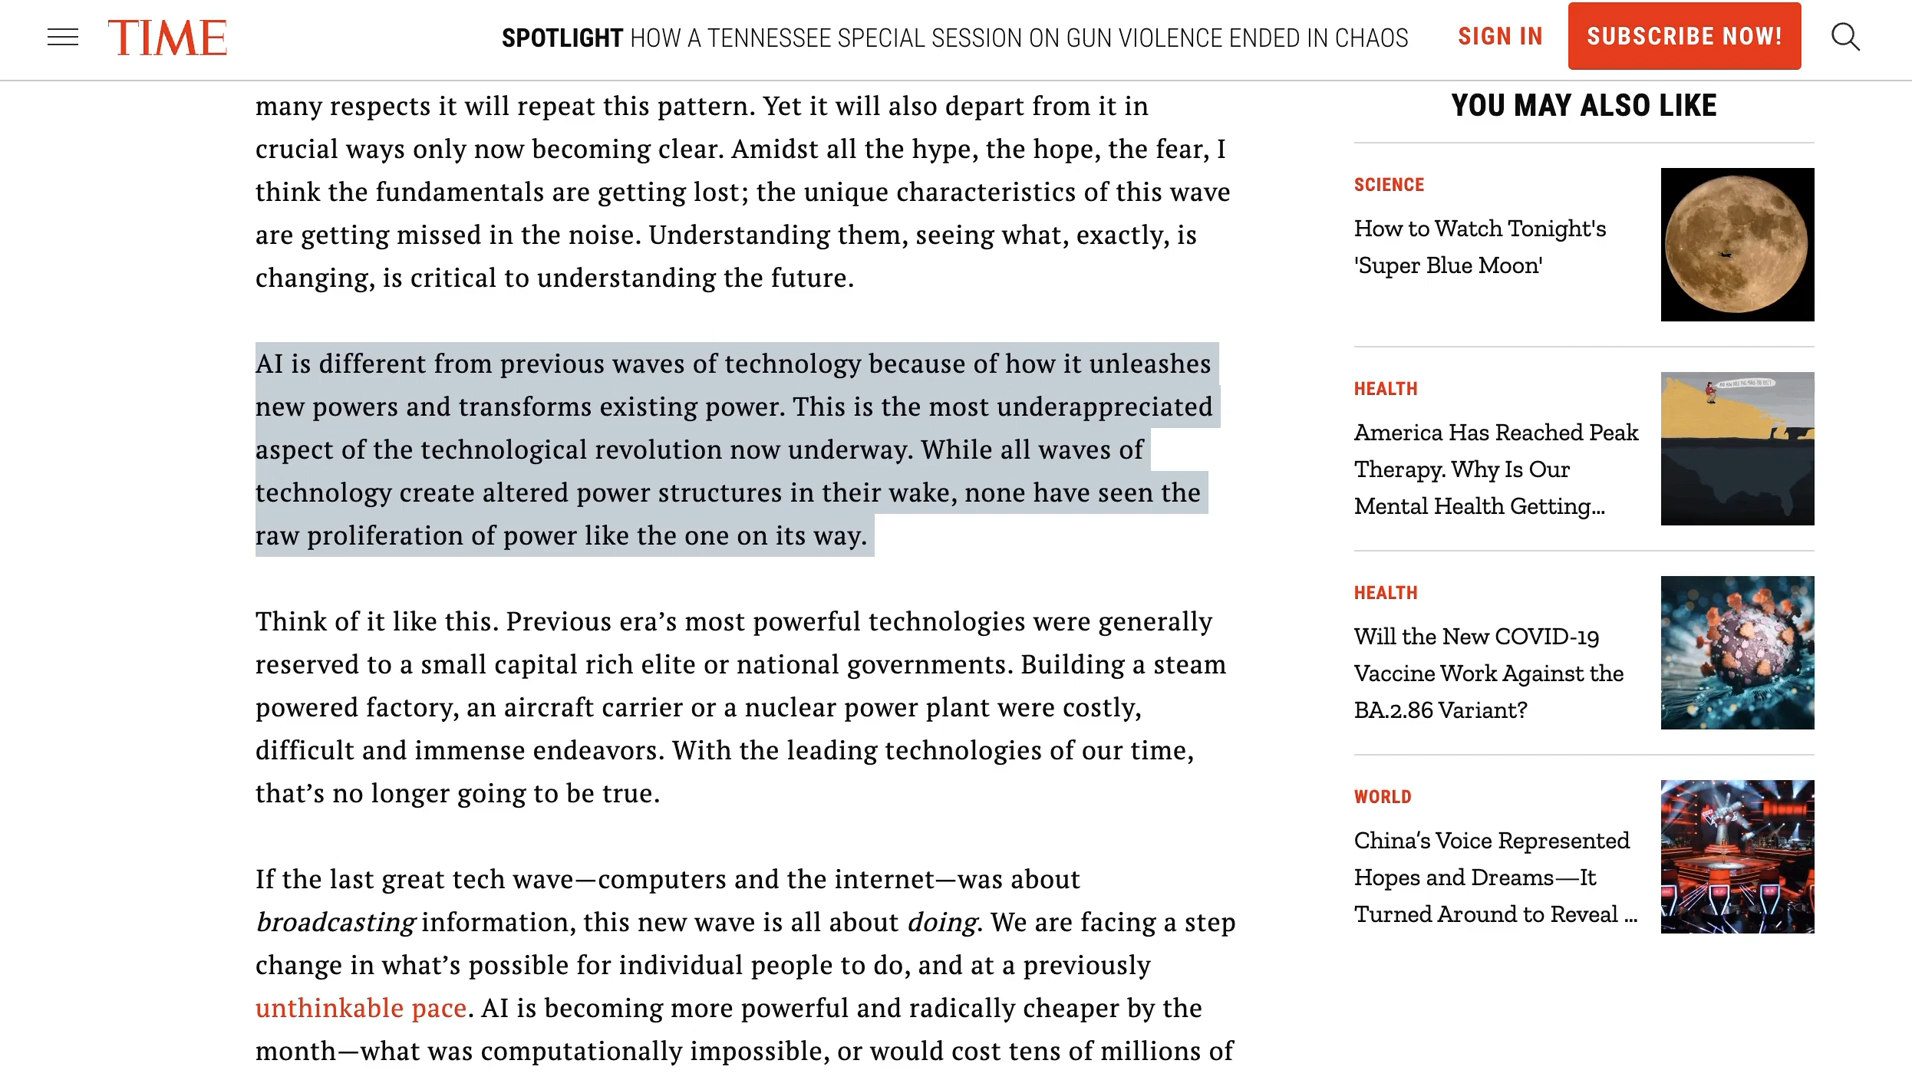 TIME
SPOTLIGHT HOW A TENNESSEE SPECIAL SESSION ON GUN VIOLENCE ENDED IN CHAOS
SIGN IN
SUBSCRIBE NOW!
many respects it will repeat this pattern. Yet it will also depart from it in
crucial ways only now becoming clear. Amidst all the hype, the hope, the fear, I
think the fundamentals are getting lost; the unique characteristics of this wave
are getting missed in the noise. Understanding them, seeing what, exactly, is
changing, is critical to understanding the future.
AI is different from previous waves of technology because of how it unleashes
new powers and transforms existing power. This is the most underappreciated
aspect of the technological revolution now underway. While all waves of
technology create altered power structures in their wake, none have seen the
raw proliferation of power like the one on its way.
Think of it like this. Previous era’s most powerful technologies were generally
reserved to a small capital rich elite or national governments. Building a steam
powered factory, an aircraft carrier or a nuclear power plant were costly,
difficult and immense endeavors. With the leading technologies of our time,
that’s no longer going to be true.
If the last great tech wave—computers and the internet—was about
broadcasting information, this new wave is all about doing. We are facing a step
change in what’s possible for individual people to do, and at a previously
unthinkable pace. AI is becoming more powerful and radically cheaper by the
month—what was computationally impossible, or would cost tens of millions of
YOU MAY ALSO LIKE
SCIENCE
How to Watch Tonight's
'Super Blue Moon'
HEALTH
America Has Reached Peak
Therapy. Why Is Our
Mental Health Getting...
HEALTH
Will the New COVID-19
Vaccine Work Against the
BA.2.86 Variant?
WORLD
China’s Voice Represented
Hopes and Dreams—It
Turned Around to Reveal ...